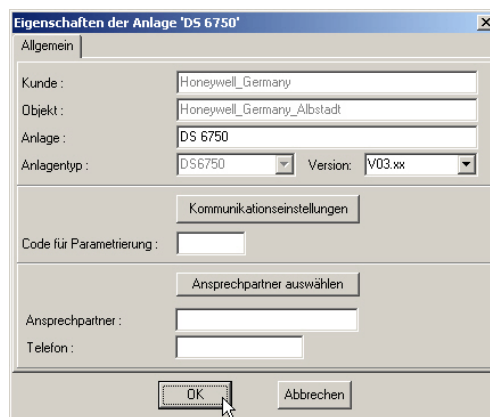 Eigenschaften der Anlage 'DS 6750'
Allgemein
Kunde : Honeywell_Germany
Objekt : Honeywell_Germany_Albstadt
Anlage : DS 6750
Anlagentyp : DS6750 Version: V03.xx
Kommunikationseinstellungen
Code für Parametrierung :
Ansprechpartner auswählen
Ansprechpartner :
Telefon :
OK Abbrechen